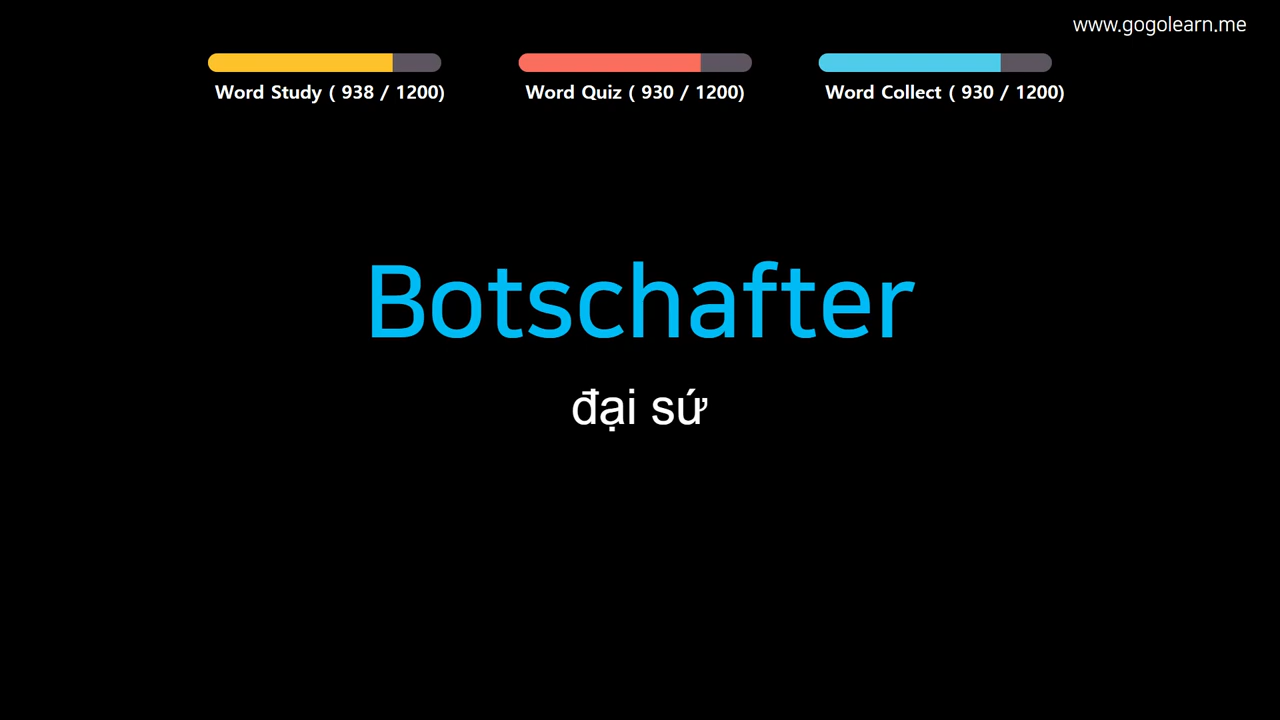 www.gogolearn.me
Word Study ( 938 / 1200)
Word Quiz ( 930 / 1200)
Word Collect ( 930 / 1200)
Botschafter
đại sứ